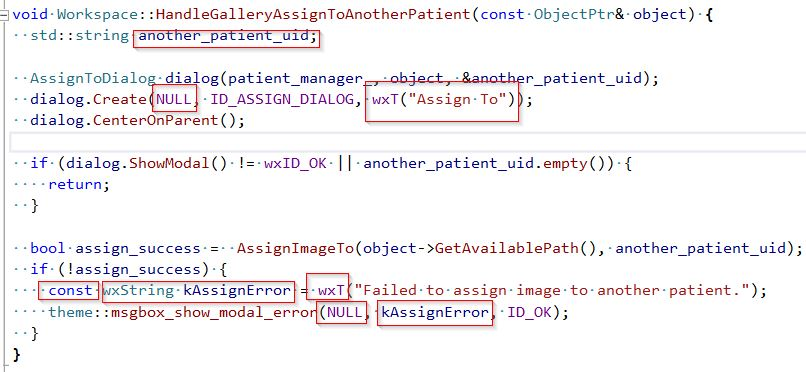 void Workspace::HandleGalleryAssignToAnotherPatient(const ObjectPtr& object) {
  std::string another_patient_uid;

  AssignToDialog dialog(patient_manager_, object, &another_patient_uid);
  dialog.Create(NULL, ID_ASSIGN_DIALOG, wxT("Assign To"));
  dialog.CenterOnParent();

  if (dialog.ShowModal() != wxID_OK || another_patient_uid.empty()) {
    return;
  }

  bool assign_success =  AssignImageTo(object->GetAvailablePath(), another_patient_uid);
  if (!assign_success) {
    const wxString kAssignError = wxT("Failed to assign image to another patient.");
    theme::msgbox_show_modal_error(NULL, kAssignError, ID_OK);
  }
}